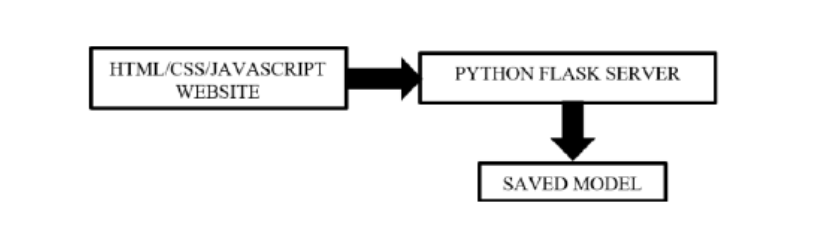 HTML/CSS/JAVASCRIPT
WEBSITE
PYTHON FLASK SERVER
SAVED MODEL